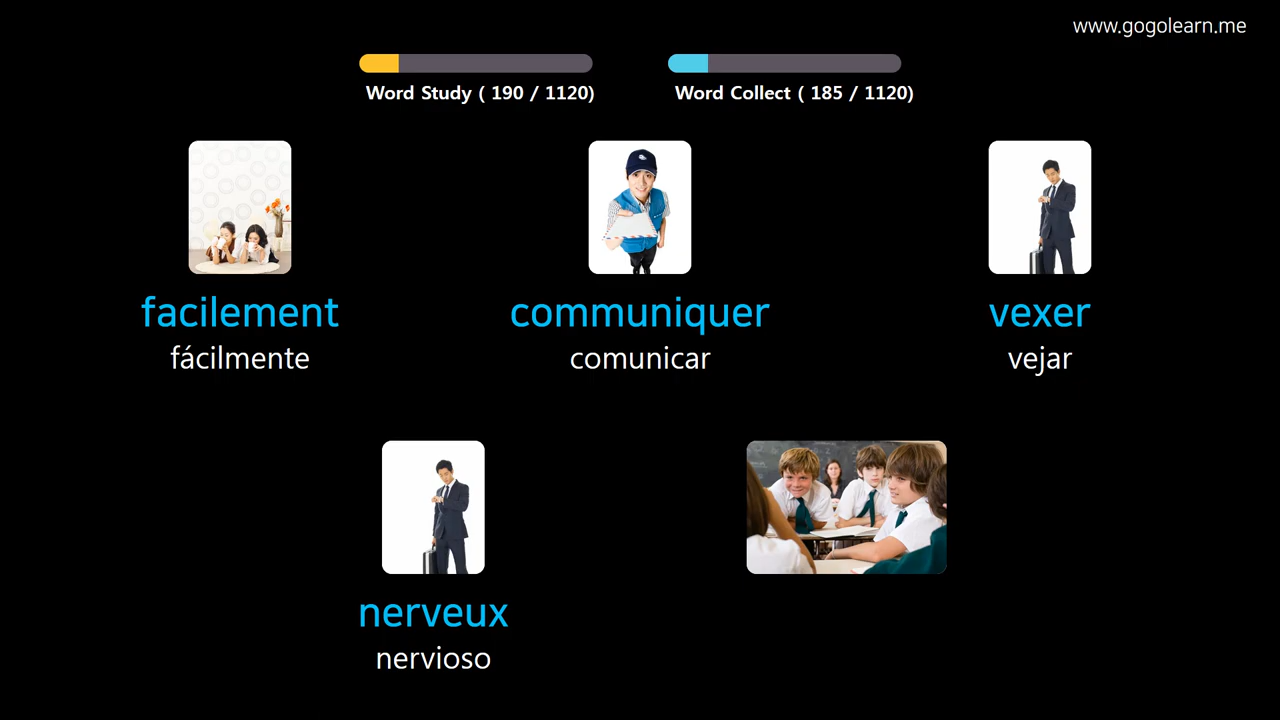 www.gogolearn.me
Word Study ( 190 / 1120)
Word Collect ( 185 / 1120)
facilement
fácilmente
communiquer
comunicar
vexer
vejar
nerveux
nervioso